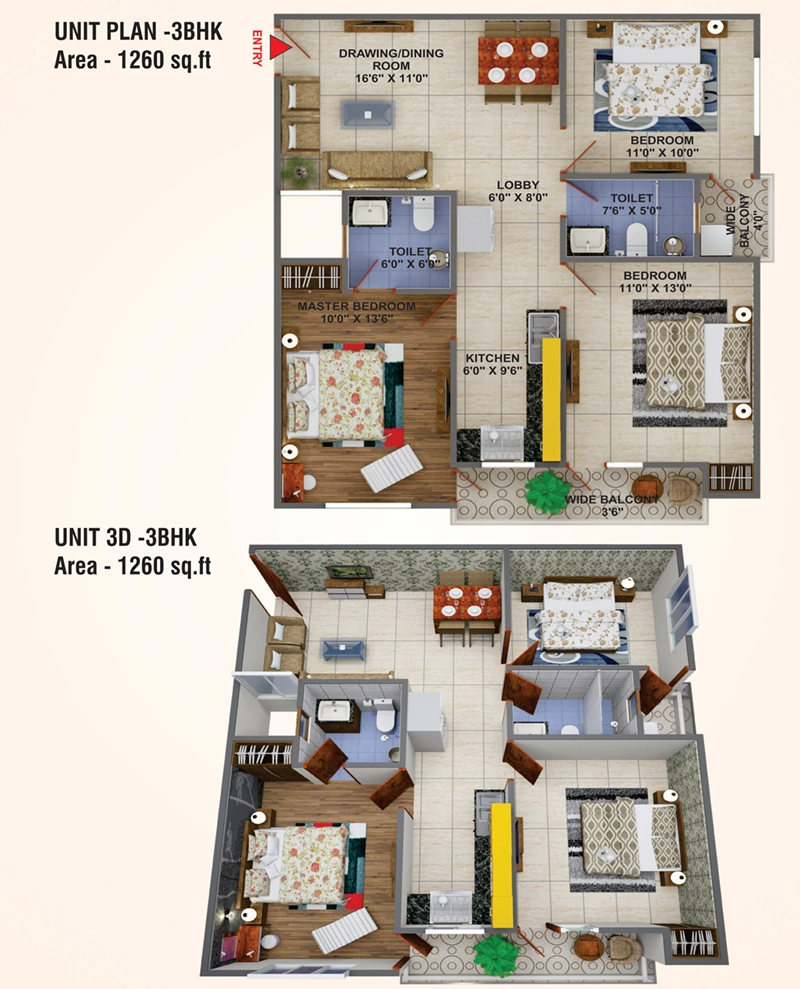 UNIT PLAN -3BHK
Area - 1260 sq.ft
ENTRY
DRAWING/DINING
ROOM
16'6" X 11'0"
BEDROOM
11'0" X 10'0"
LOBBY
6'0" X 8'0"
TOILET
7'6" X 5'0"
WIDE
BALCONY
4'0"
TOILET
6'0" X 6'0"
BEDROOM
11'0" X 13'0"
MASTER BEDROOM
10'0" X 13'6"
KITCHEN
6'0" X 9'6"
WIDE BALCONY
3'6"
UNIT 3D -3BHK
Area - 1260 sq.ft